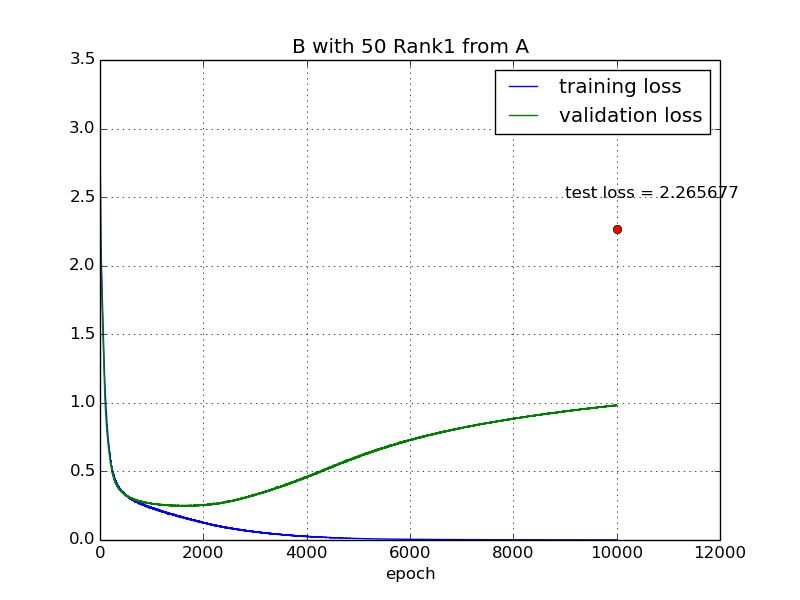 B with 50 Rank1 from A
3.5
3.0
2.5
2.0
1.5
1.0
0.5
0.0
training loss
validation loss
test loss = 2.265677
0 2000 4000 6000 8000 10000 12000
epoch